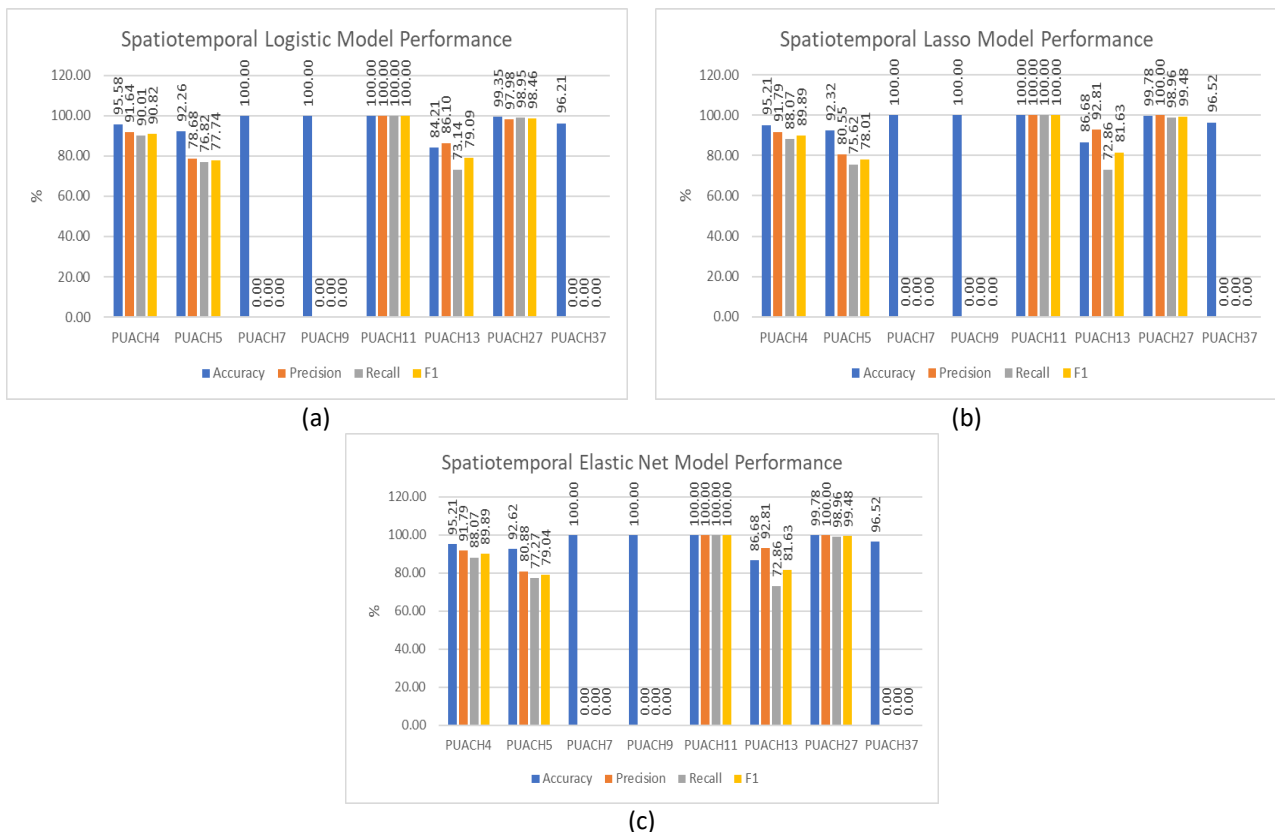 Spatiotemporal Logistic Model Performance
120.00
100.00
80.00
60.00
40.00
20.00
0.00
%
95.58 91.64 90.01 90.82
92.26 78.68 76.82 77.74
100.00 0.00 0.00 0.00
100.00 0.00 0.00 0.00
100.00 100.00 100.00 100.00
84.21 86.10 73.14 79.09
99.35 97.98 98.95 98.46
96.21 0.00 0.00 0.00
PUACH4 PUACH5 PUACH7 PUACH9 PUACH11 PUACH13 PUACH27 PUACH37
Accuracy Precision Recall F1
(a)
Spatiotemporal Lasso Model Performance
120.00
100.00
80.00
60.00
40.00
20.00
0.00
%
95.21 91.79 88.07 89.89
92.32 80.55 75.62 78.01
100.00 0.00 0.00 0.00
100.00 0.00 0.00 0.00
100.00 100.00 100.00 100.00
86.68 92.81 72.86 81.63
99.78 100.00 98.96 99.48
96.52 0.00 0.00 0.00
PUACH4 PUACH5 PUACH7 PUACH9 PUACH11 PUACH13 PUACH27 PUACH37
Accuracy Precision Recall F1
(b)
Spatiotemporal Elastic Net Model Performance
120.00
100.00
80.00
60.00
40.00
20.00
0.00
%
95.21 91.79 88.07 89.89
92.62 80.88 77.27 79.04
100.00 0.00 0.00 0.00
100.00 0.00 0.00 0.00
100.00 100.00 100.00 100.00
86.68 92.81 72.86 81.63
99.78 100.00 98.96 99.48
96.52 0.00 0.00 0.00
PUACH4 PUACH5 PUACH7 PUACH9 PUACH11 PUACH13 PUACH27 PUACH37
Accuracy Precision Recall F1
(c)